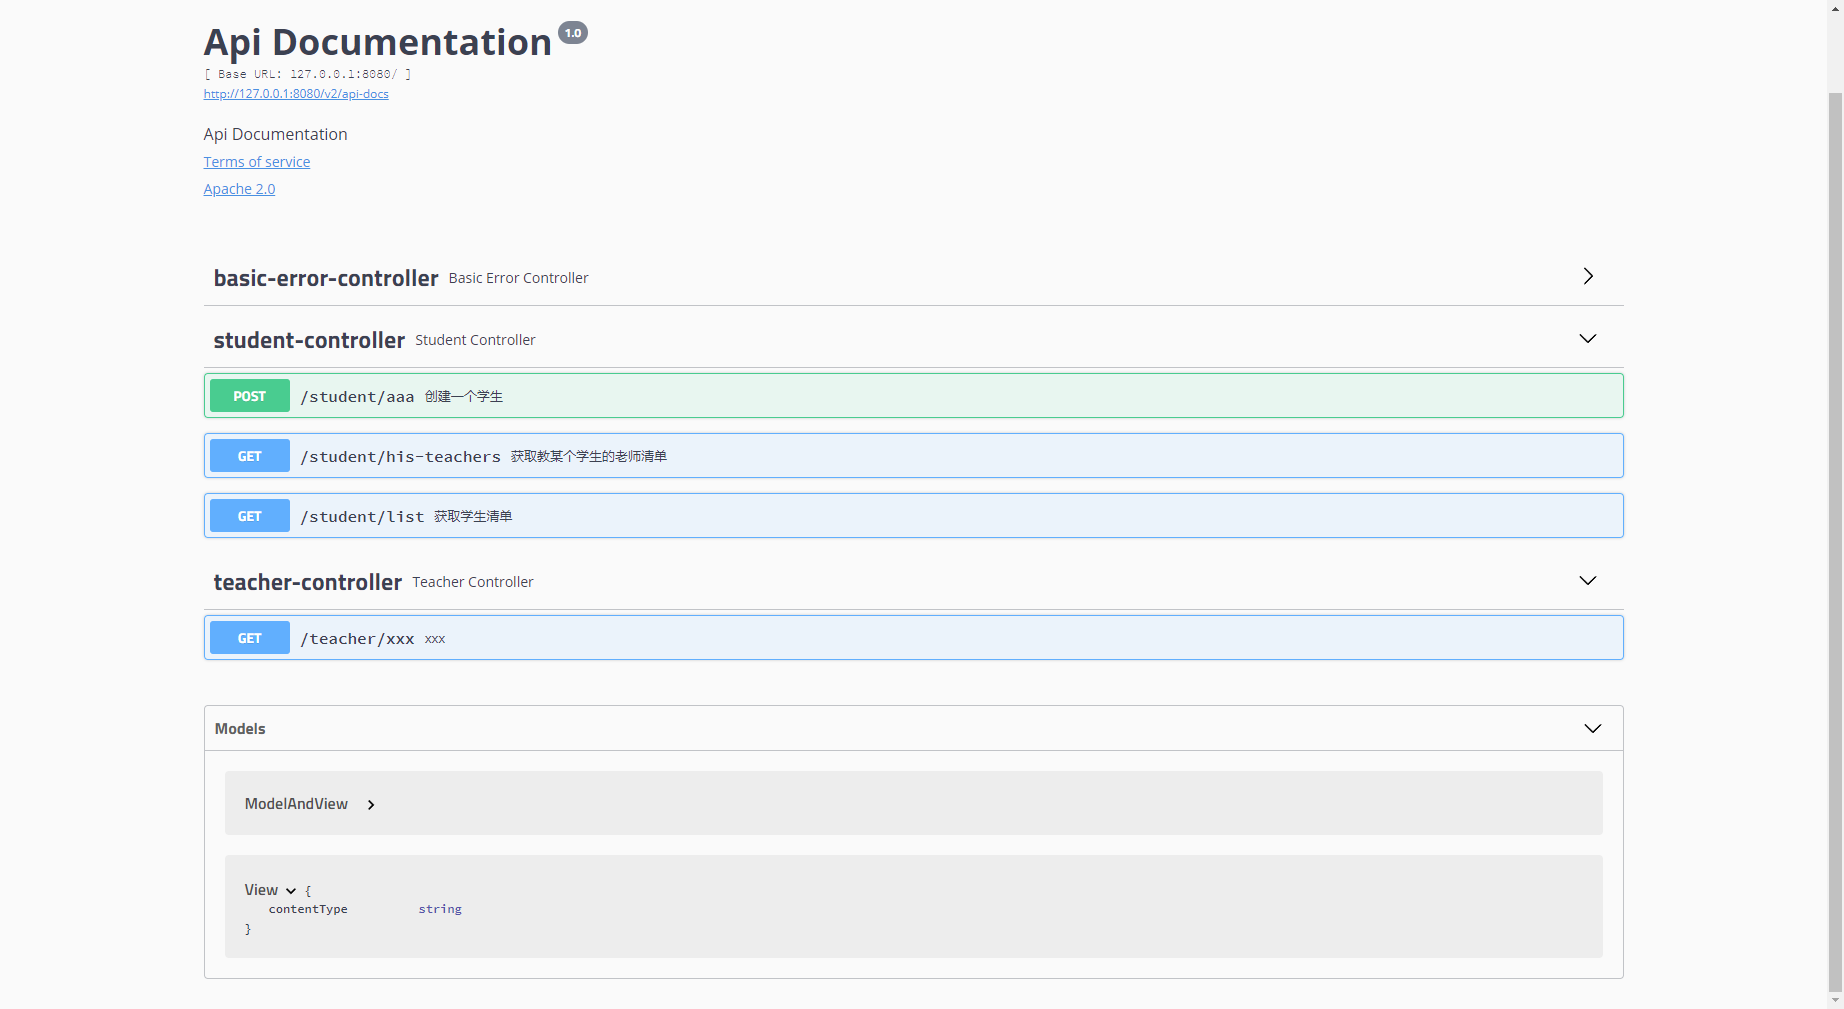 Api Documentation 1.0
[ Base URL: 127.0.0.1:8080/ ]
http://127.0.0.1:8080/v2/api-docs
Api Documentation
Terms of service
Apache 2.0
basic-error-controller Basic Error Controller
student-controller Student Controller
POST /student/aaa 创建一个学生
GET /student/his-teachers 获取教某个学生的老师清单
GET /student/list 获取学生清单
teacher-controller Teacher Controller
GET /teacher/xxx xxx
Models
ModelAndView
View {
contentType string
}